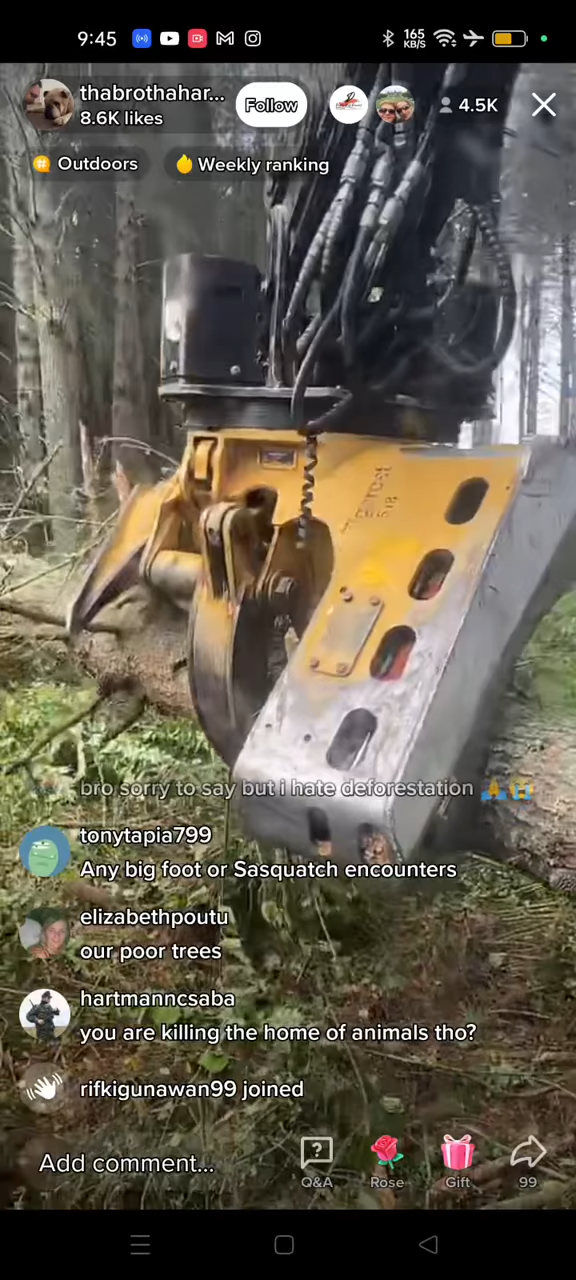 9:45
165
KB/S
thabrothahar...
Follow
4.5K
8.6K likes
Outdoors
Weekly ranking
bro sorry to say but i hate deforestation 🙏😭
tonytapia799
Any big foot or Sasquatch encounters
elizabethpoutu
our poor trees
hartmanncsaba
you are killing the home of animals tho?
rifkigunawan99 joined
Add comment...
Q&A
Rose
Gift
99